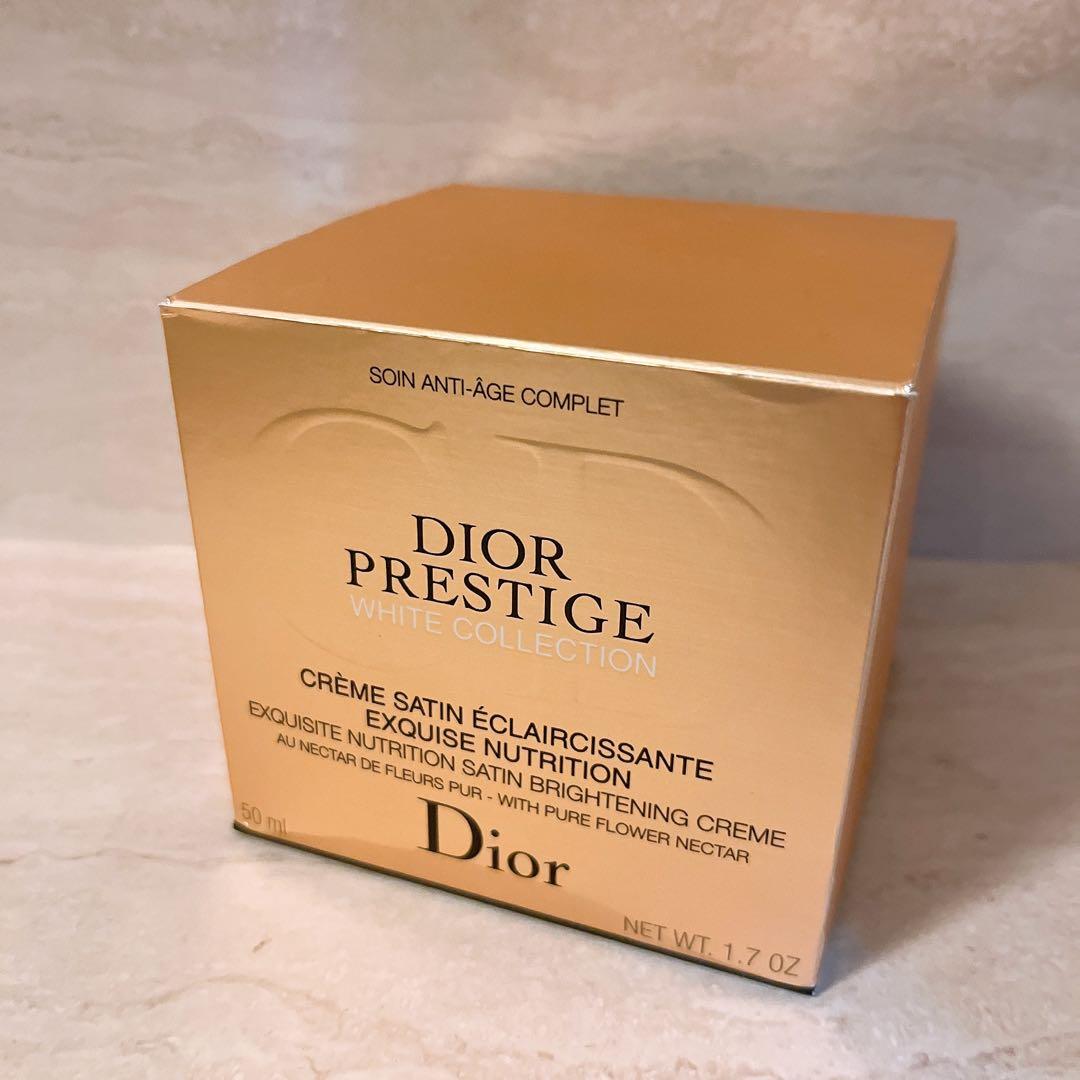 SOIN ANTI-ÂGE COMPLET
DIOR
PRESTIGE
WHITE COLLECTION
CRÈME SATIN ÉCLAIRCISSANTE
EXQUISE NUTRITION
EXQUISITE NUTRITION SATIN BRIGHTENING CREME
AU NECTAR DE FLEURS PUR - WITH PURE FLOWER NECTAR
Dior
50 ml
NET WT. 1.7 OZ